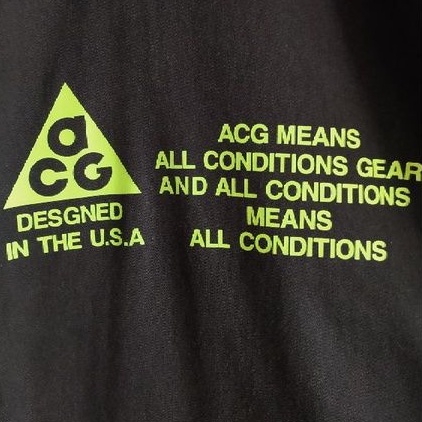 aCG
DESGNED
IN THE U.S.A
ACG MEANS
ALL CONDITIONS GEAR
AND ALL CONDITIONS
MEANS
ALL CONDITIONS